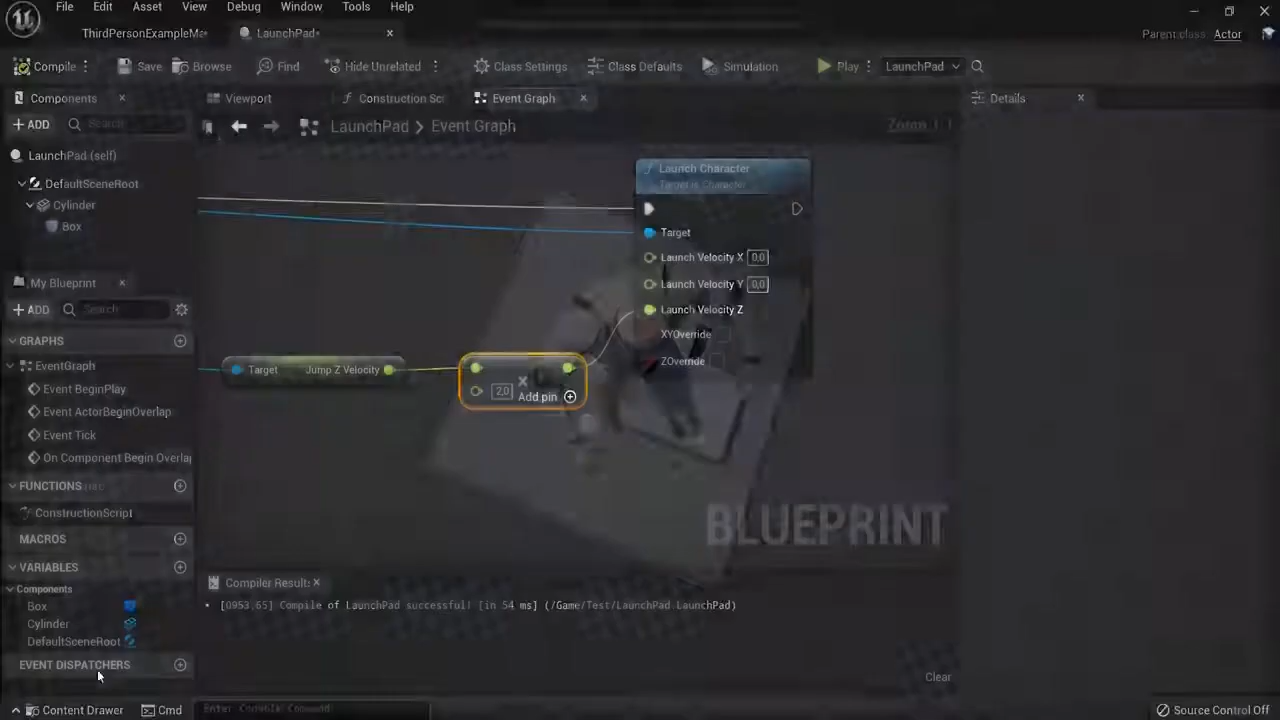 File Edit Asset View Debug Window Tools Help
ThirdPersonExampleMa LaunchPad*
Parent class Actor
Compile Save Browse Find Hide Unrelated Class Settings Class Defaults Simulation Play LaunchPad
Components Viewport Construction Sc Event Graph Details
ADD Search
LaunchPad > Event Graph
LaunchPad (self)
DefaultSceneRoot
Cylinder
Box
My Blueprint
ADD Search
GRAPHS
EventGraph
Event BeginPlay
Event ActorBeginOverlap
Event Tick
On Component Begin Overlap
FUNCTIONS
ConstructionScript
MACROS
VARIABLES
Components
Box
Cylinder
DefaultSceneRoot
EVENT DISPATCHERS
Launch Character
Target is Character
Target
Launch Velocity X 0,0
Launch Velocity Y 0,0
Launch Velocity Z
XYOverride
ZOverride
Target Jump Z Velocity
2,0
Add pin
BLUEPRINT
Compiler Result:
[0953.65] Compile of LaunchPad successful! [in 54 ms] (/Game/Test/LaunchPad.LaunchPad)
Clear
Content Drawer Cmd Enter Console Command Source Control Off